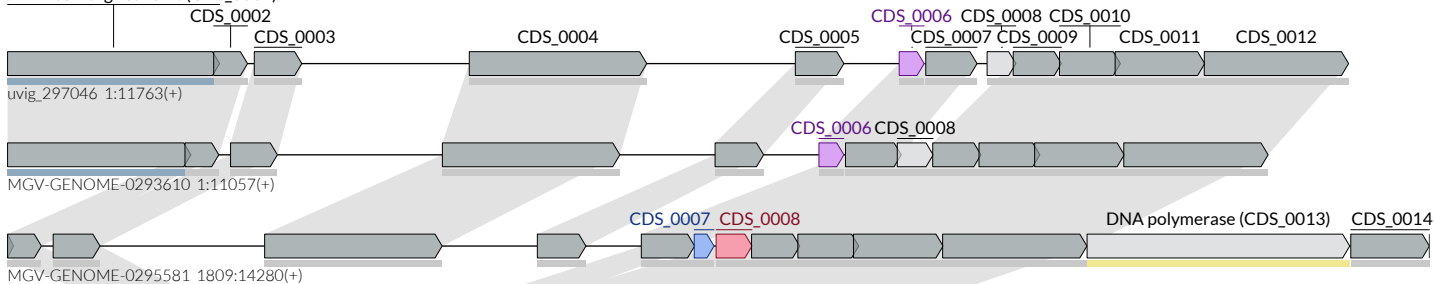 CDS_0002 CDS_0006 CDS_0008 CDS_0010
CDS_0003 CDS_0004 CDS_0005 CDS_0007 CDS_0009 CDS_0011 CDS_0012
uvig_297046 1:11763(+)
CDS_0006 CDS_0008
MGV-GENOME-0293610 1:11057(+)
CDS_0007 CDS_0008 DNA polymerase (CDS_0013) CDS_0014
MGV-GENOME-0295581 1809:14280(+)